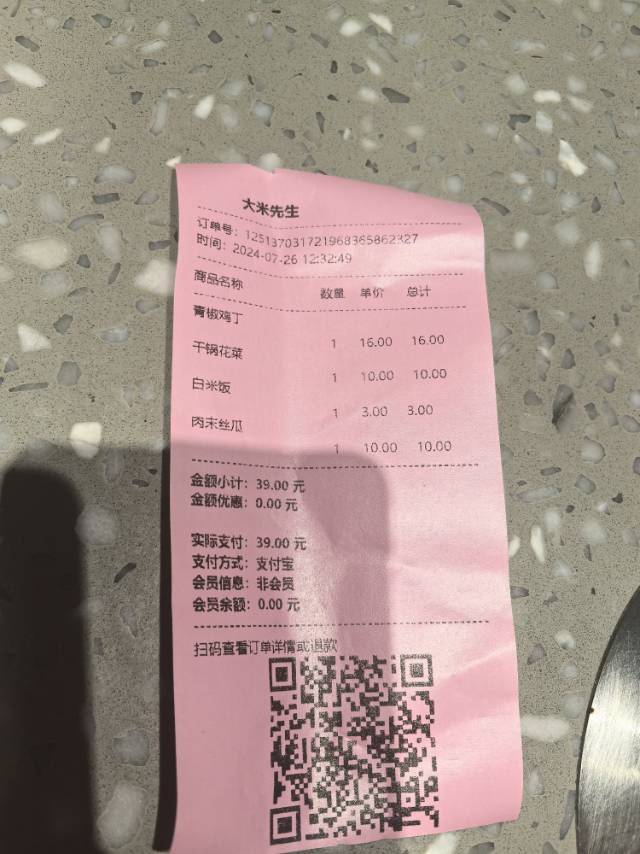 大米先生
订单号：1251370317219683658​62327
时间：2024-07-26 12:32:49
商品名称 数量 单价 总计
青椒鸡丁
1 16.00 16.00
干锅花菜
1 10.00 10.00
白米饭
1 3.00 3.00
肉末丝瓜
1 10.00 10.00
金额小计：39.00 元
金额优惠：0.00 元
实际支付：39.00 元
支付方式：支付宝
会员信息：非会员
会员余额：0.00 元
扫码查看订单详情或退款